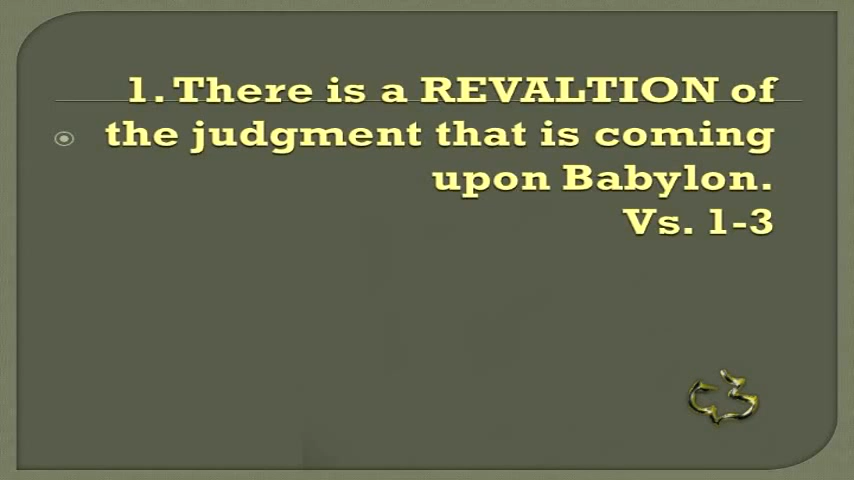 1. There is a REVALTION of
the judgment that is coming
upon Babylon.
Vs. 1-3